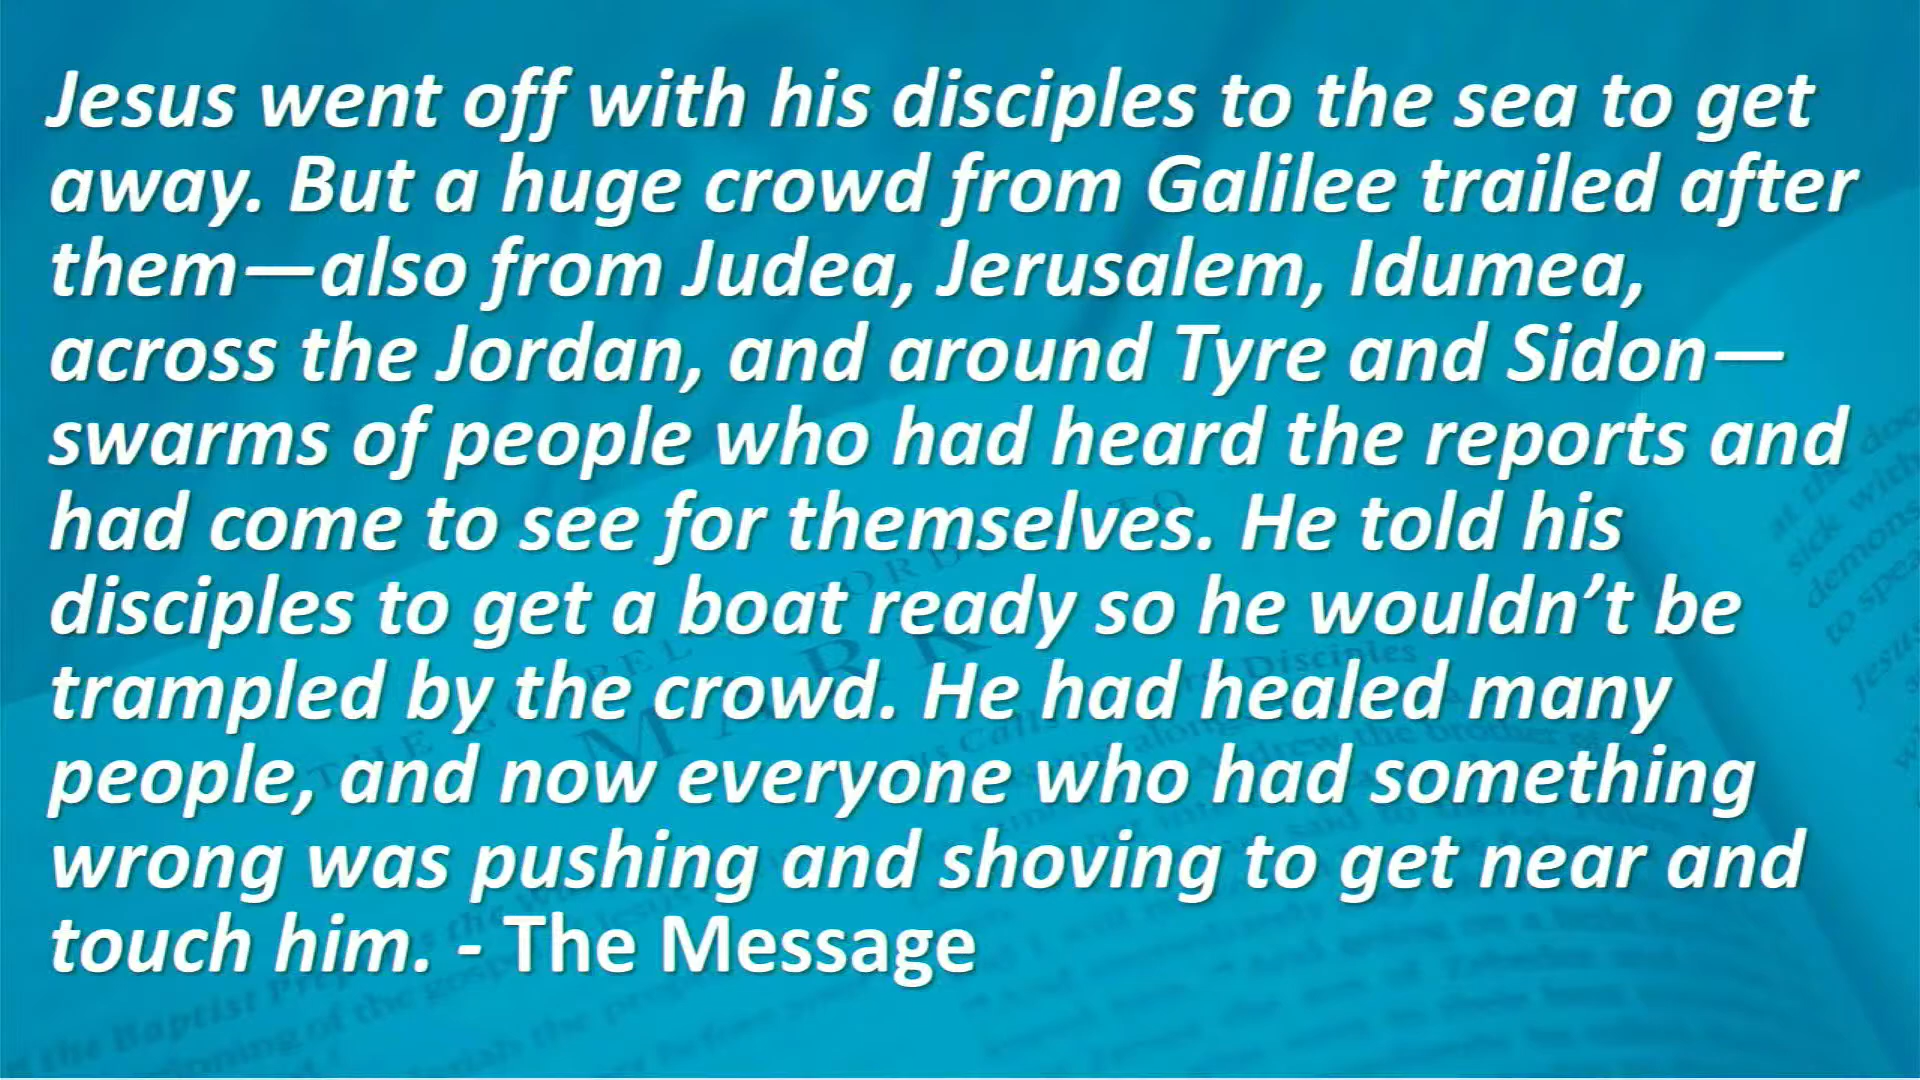 Jesus went off with his disciples to the sea to get
away. But a huge crowd from Galilee trailed after
them—also from Judea, Jerusalem, Idumea,
across the Jordan, and around Tyre and Sidon—
swarms of people who had heard the reports and
had come to see for themselves. He told his
disciples to get a boat ready so he wouldn’t be
trampled by the crowd. He had healed many
people, and now everyone who had something
wrong was pushing and shoving to get near and
touch him. - The Message
MARK